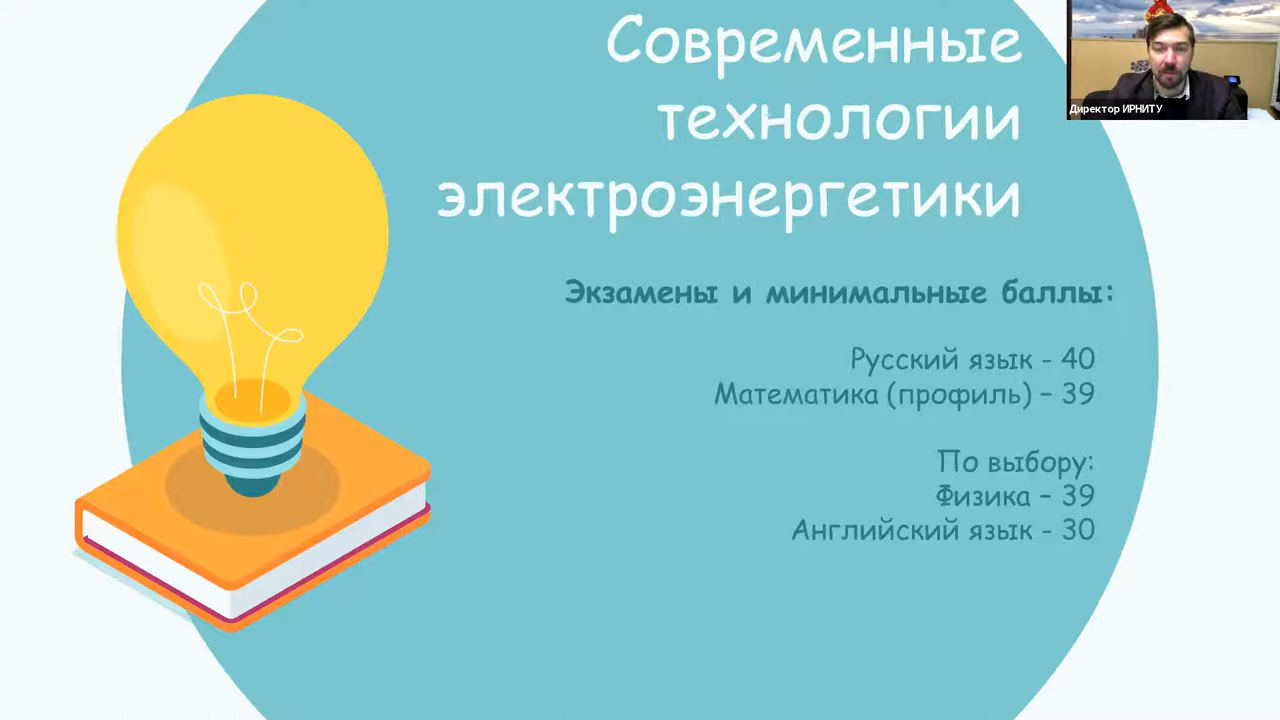 Современные
технологии
электроэнергетики
Директор ИРНИТУ
Экзамены и минимальные баллы:
Русский язык - 40
Математика (профиль) – 39
По выбору:
Физика – 39
Английский язык - 30